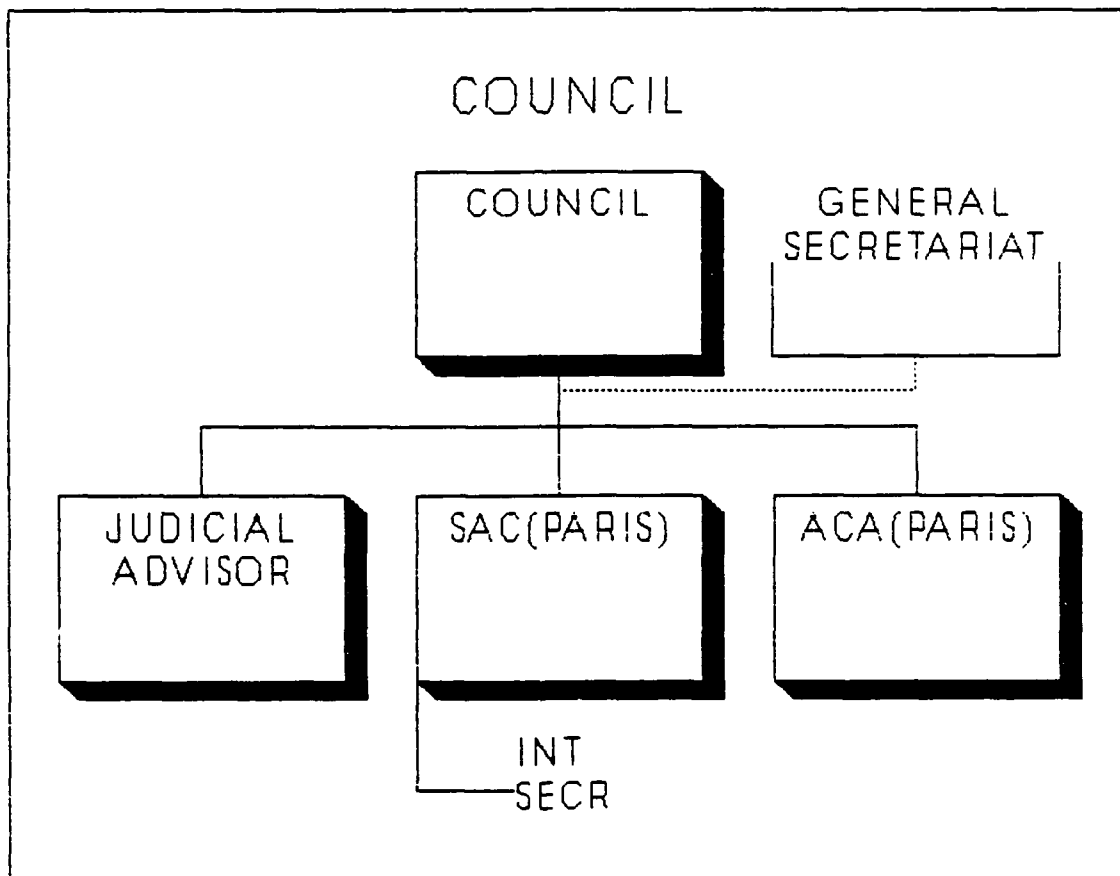 COUNCIL
COUNCIL
GENERAL
SECRETARIAT
JUDICIAL
ADVISOR
SAC(PARIS)
ACA(PARIS)
INT
SECR